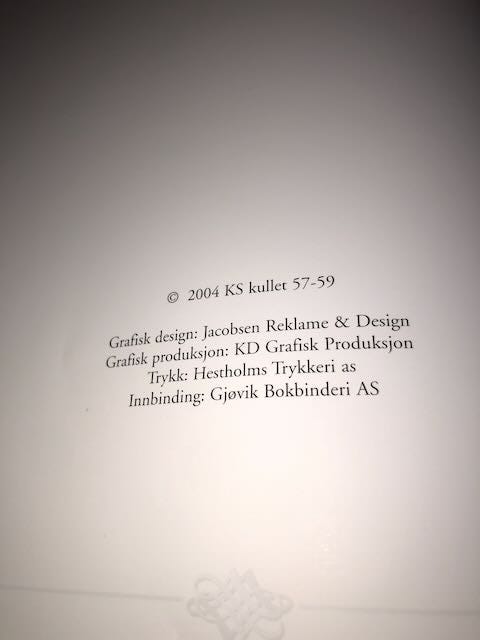 © 2004 KS kullet 57-59
Grafisk design: Jacobsen Reklame & Design
Grafisk produksjon: KD Grafisk Produksjon
Trykk: Hestholms Trykkeri as
Innbinding: Gjøvik Bokbinderi AS